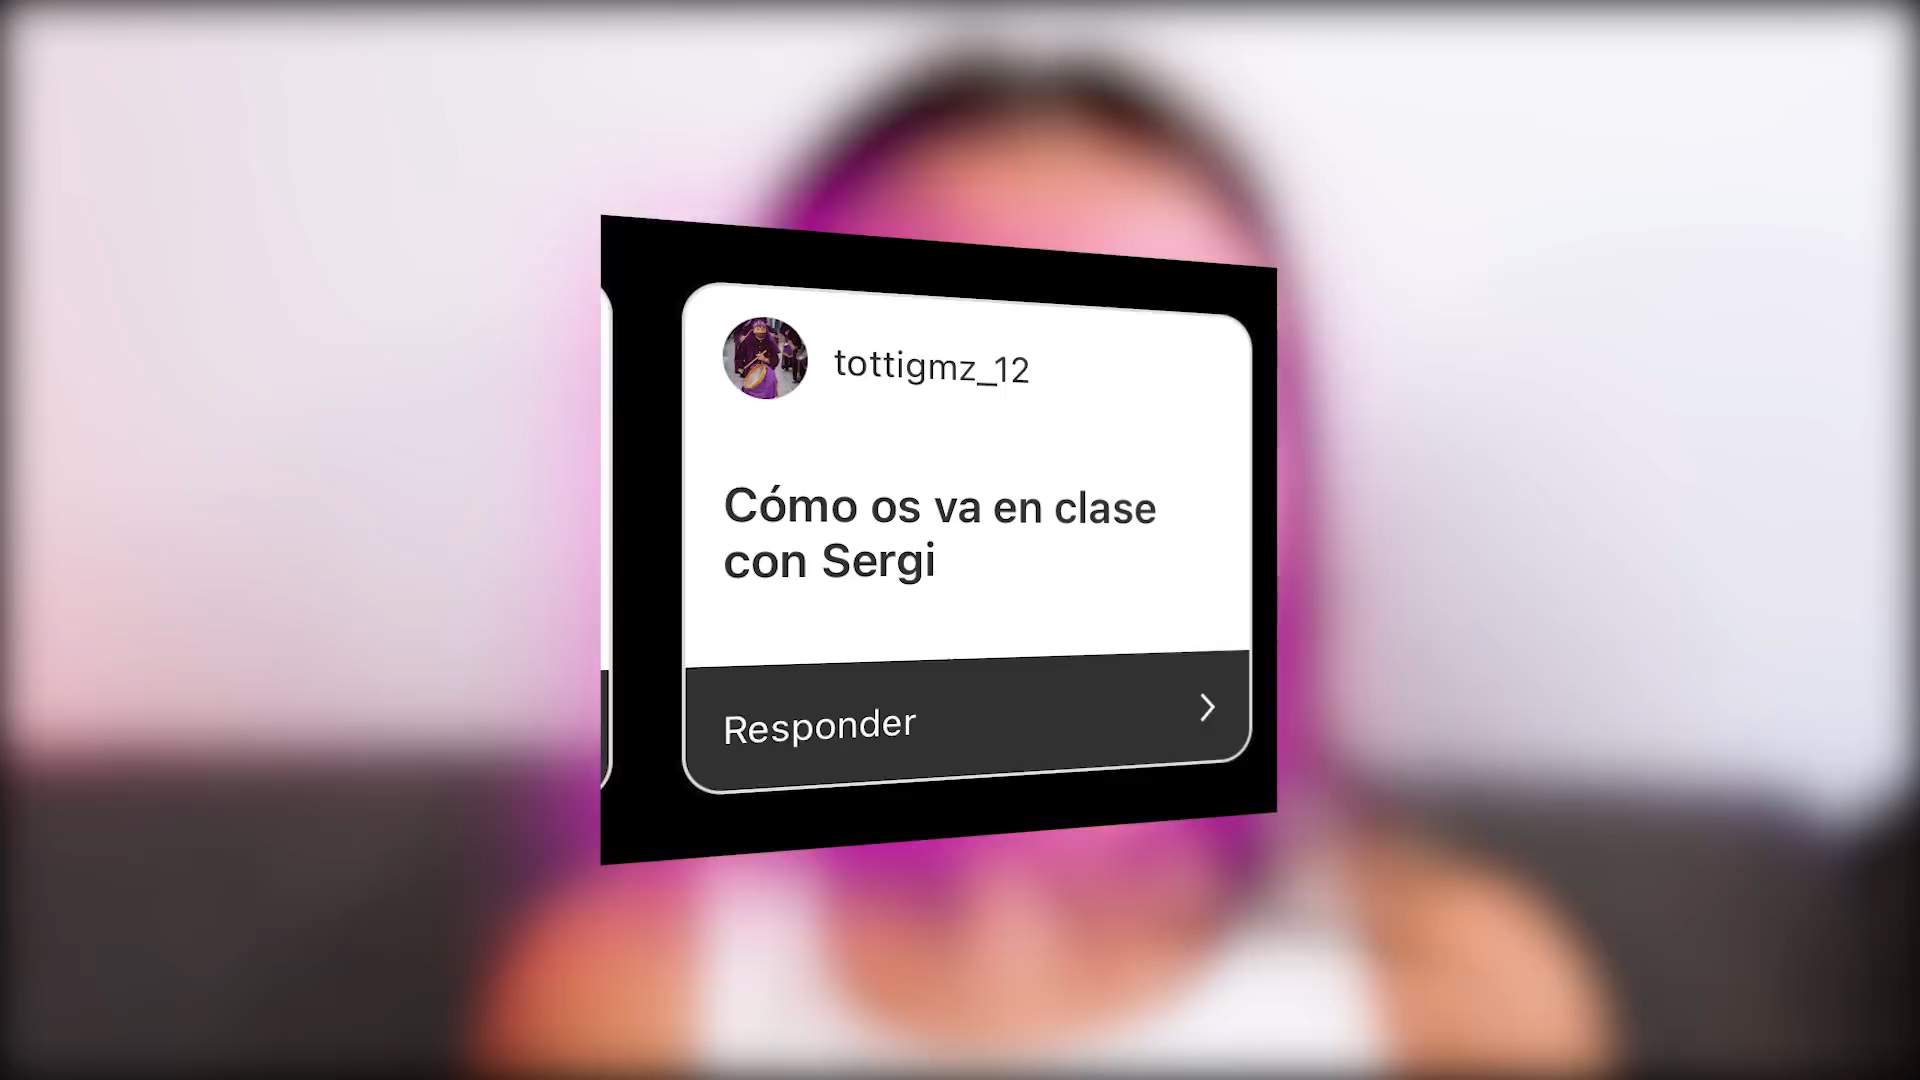 tottigmz_12
Cómo os va en clase
con Sergi
Responder